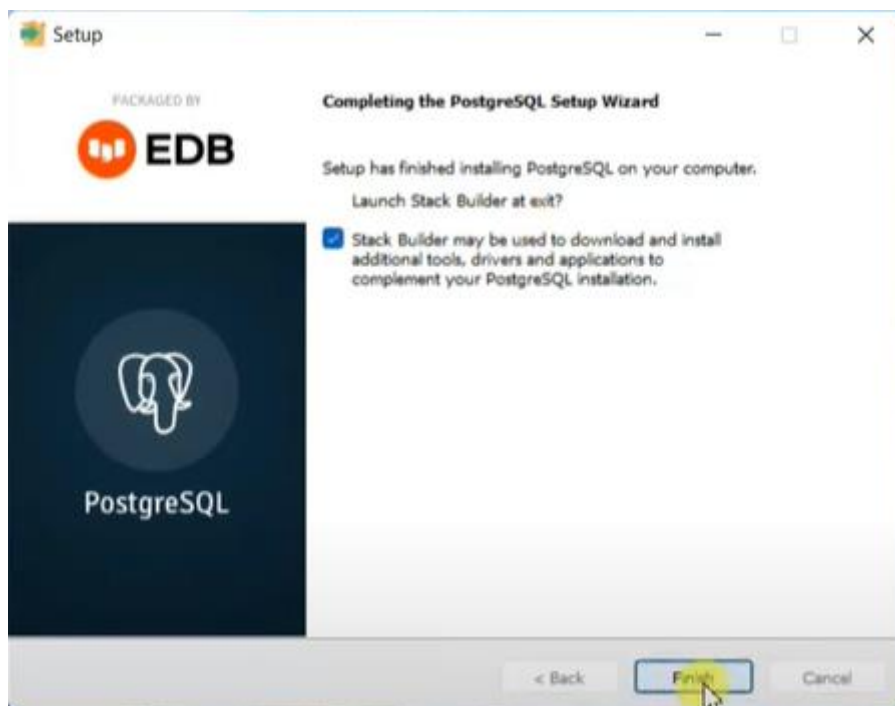 Setup
PACKAGED BY
EDB
Completing the PostgreSQL Setup Wizard
Setup has finished installing PostgreSQL on your computer.
Launch Stack Builder at exit?
Stack Builder may be used to download and install
additional tools, drivers and applications to
complement your PostgreSQL installation.
PostgreSQL
< Back
Finish
Cancel